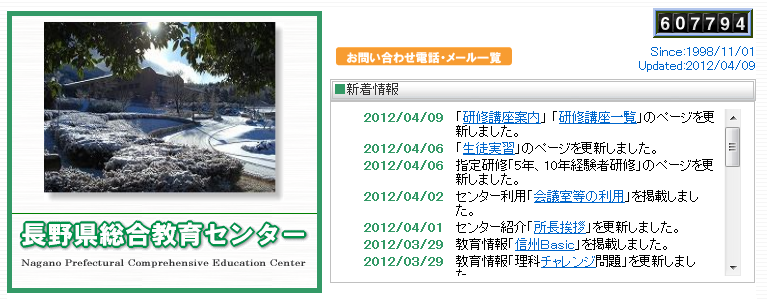 607794
Since:1998/11/01
Updated:2012/04/09
お問い合わせ電話・メール一覧
新着情報
2012/04/09 「研修講座案内」「研修講座一覧」のページを更
新しました。
2012/04/06 「生徒実習」のページを更新しました。
2012/04/06 指定研修「5年、10年経験者研修」のページを更
新しました。
2012/04/02 センター利用「会議室等の利用」を掲載しまし
た。
2012/04/01 センター紹介「所長挨拶」を更新しました。
2012/03/29 教育情報「信州Basic」を掲載しました。
2012/03/29 教育情報「理科チャレンジ問題」を更新しまし
た
長野県総合教育センター
Nagano Prefectural Comprehensive Education Center